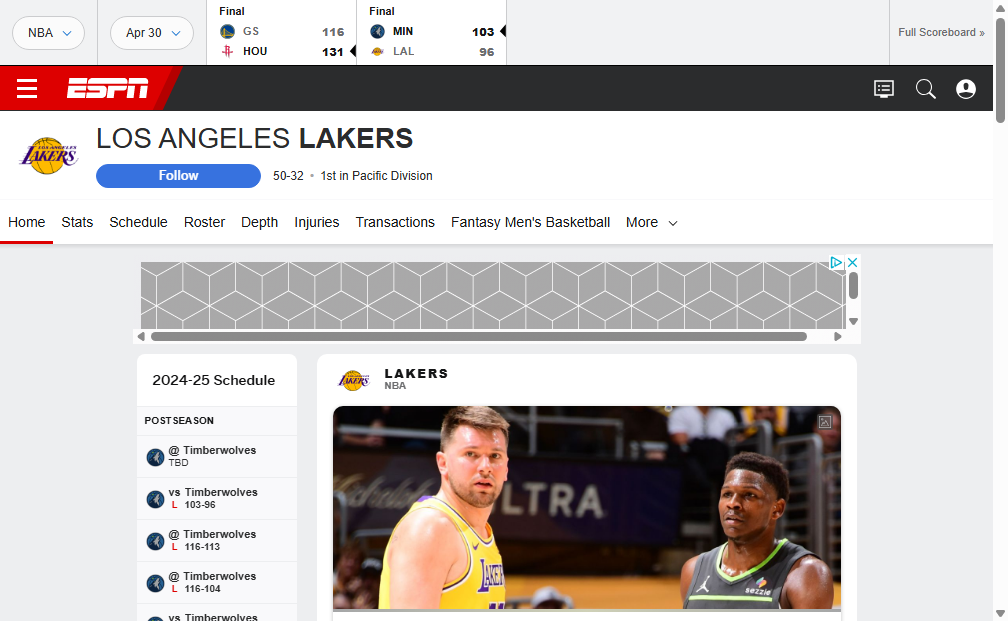 NBA
Apr 30
Final
GS 116
HOU 131
Final
MIN 103
LAL 96
Full Scoreboard »
ESPN
LOS ANGELES LAKERS
Follow
50-32 • 1st in Pacific Division
Home Stats Schedule Roster Depth Injuries Transactions Fantasy Men's Basketball More
2024-25 Schedule
POSTSEASON
@ Timberwolves
TBD
vs Timberwolves
L 103-96
@ Timberwolves
L 116-113
@ Timberwolves
L 116-104
vs Timberwolves
LAKERS
NBA
ULTRA
LAKERS
sezzle